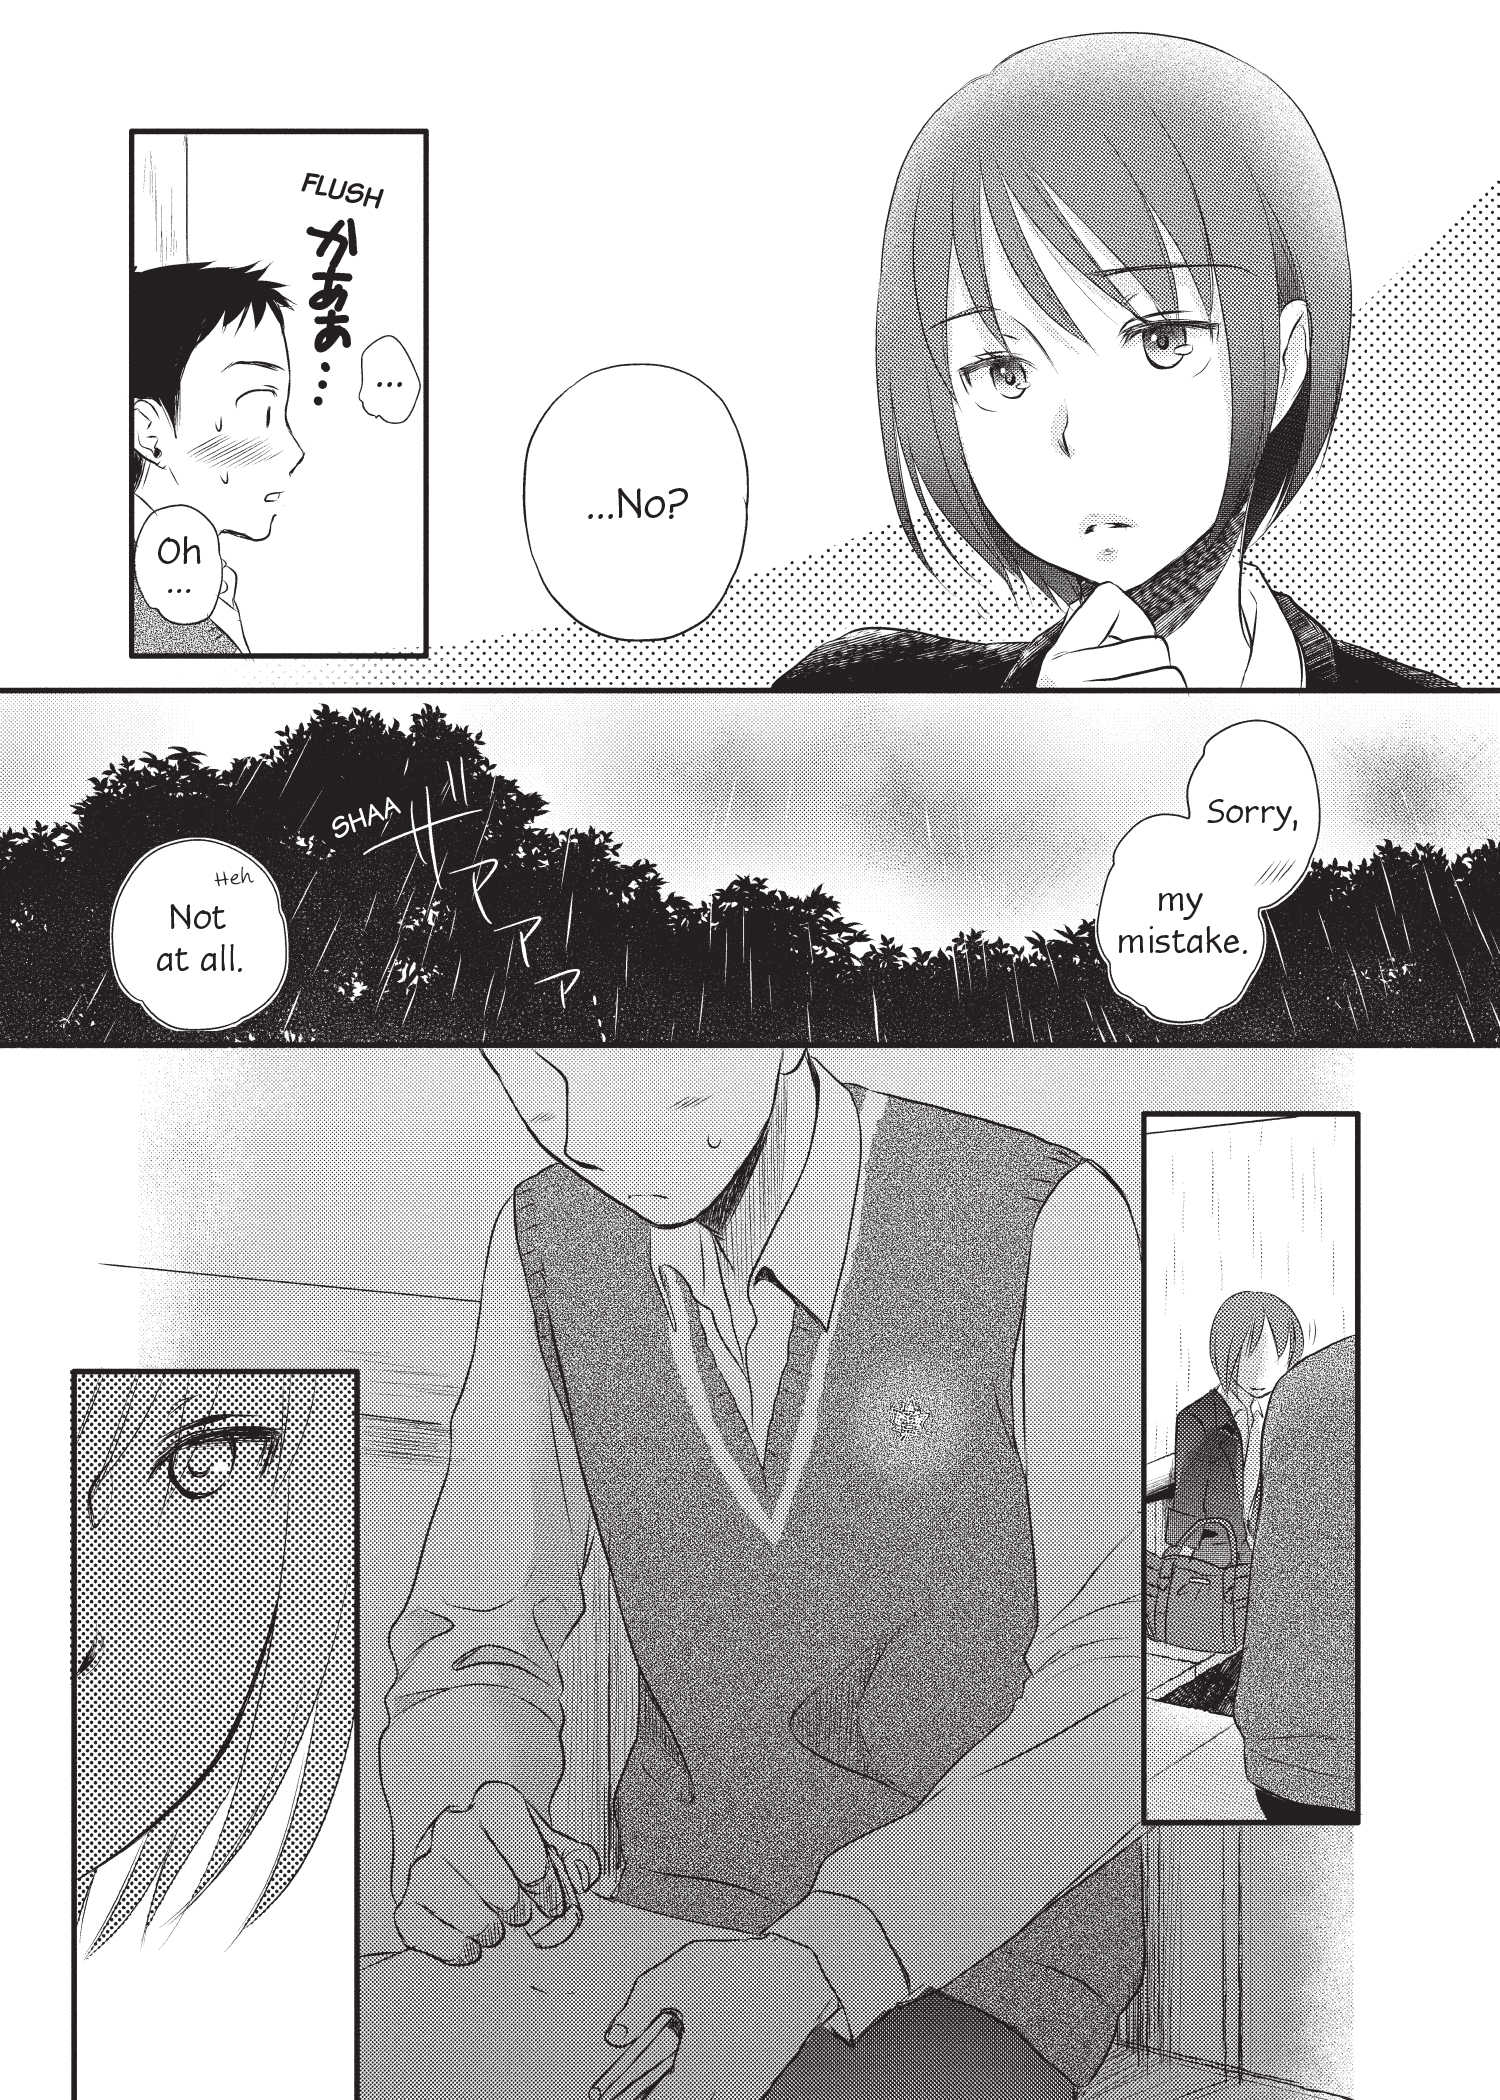 ...No?
FLUSH
かあぁ...
...
Oh
...
Sorry,
my
mistake.
SHAA
ザァァァ
Heh
Not
at all.